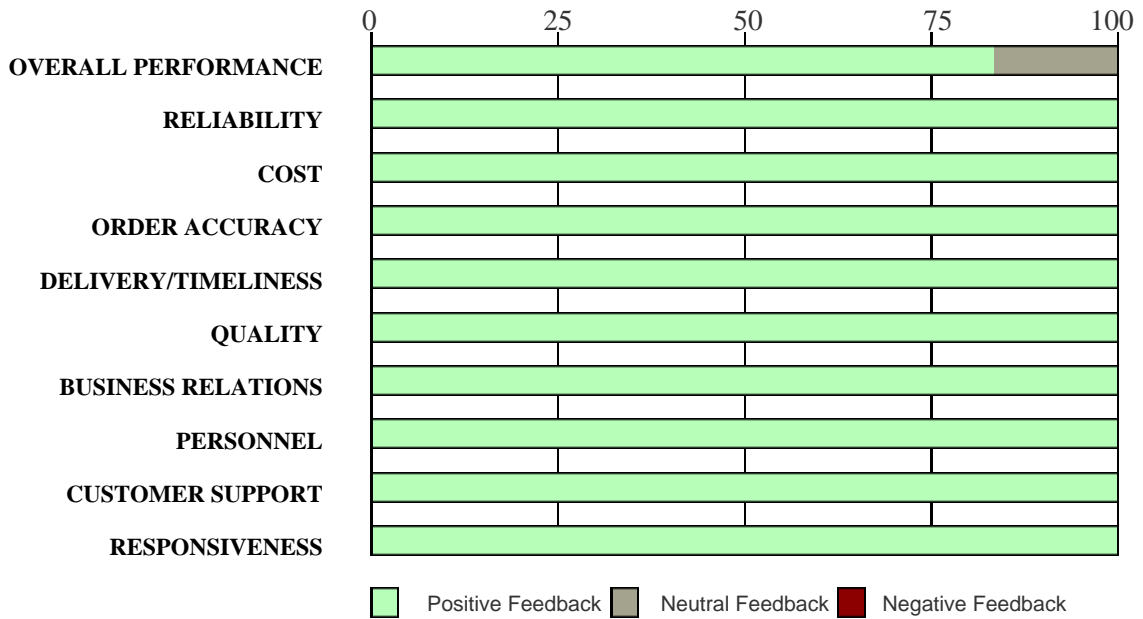 0 25 50 75 100
OVERALL PERFORMANCE
RELIABILITY
COST
ORDER ACCURACY
DELIVERY/TIMELINESS
QUALITY
BUSINESS RELATIONS
PERSONNEL
CUSTOMER SUPPORT
RESPONSIVENESS
Positive Feedback Neutral Feedback Negative Feedback